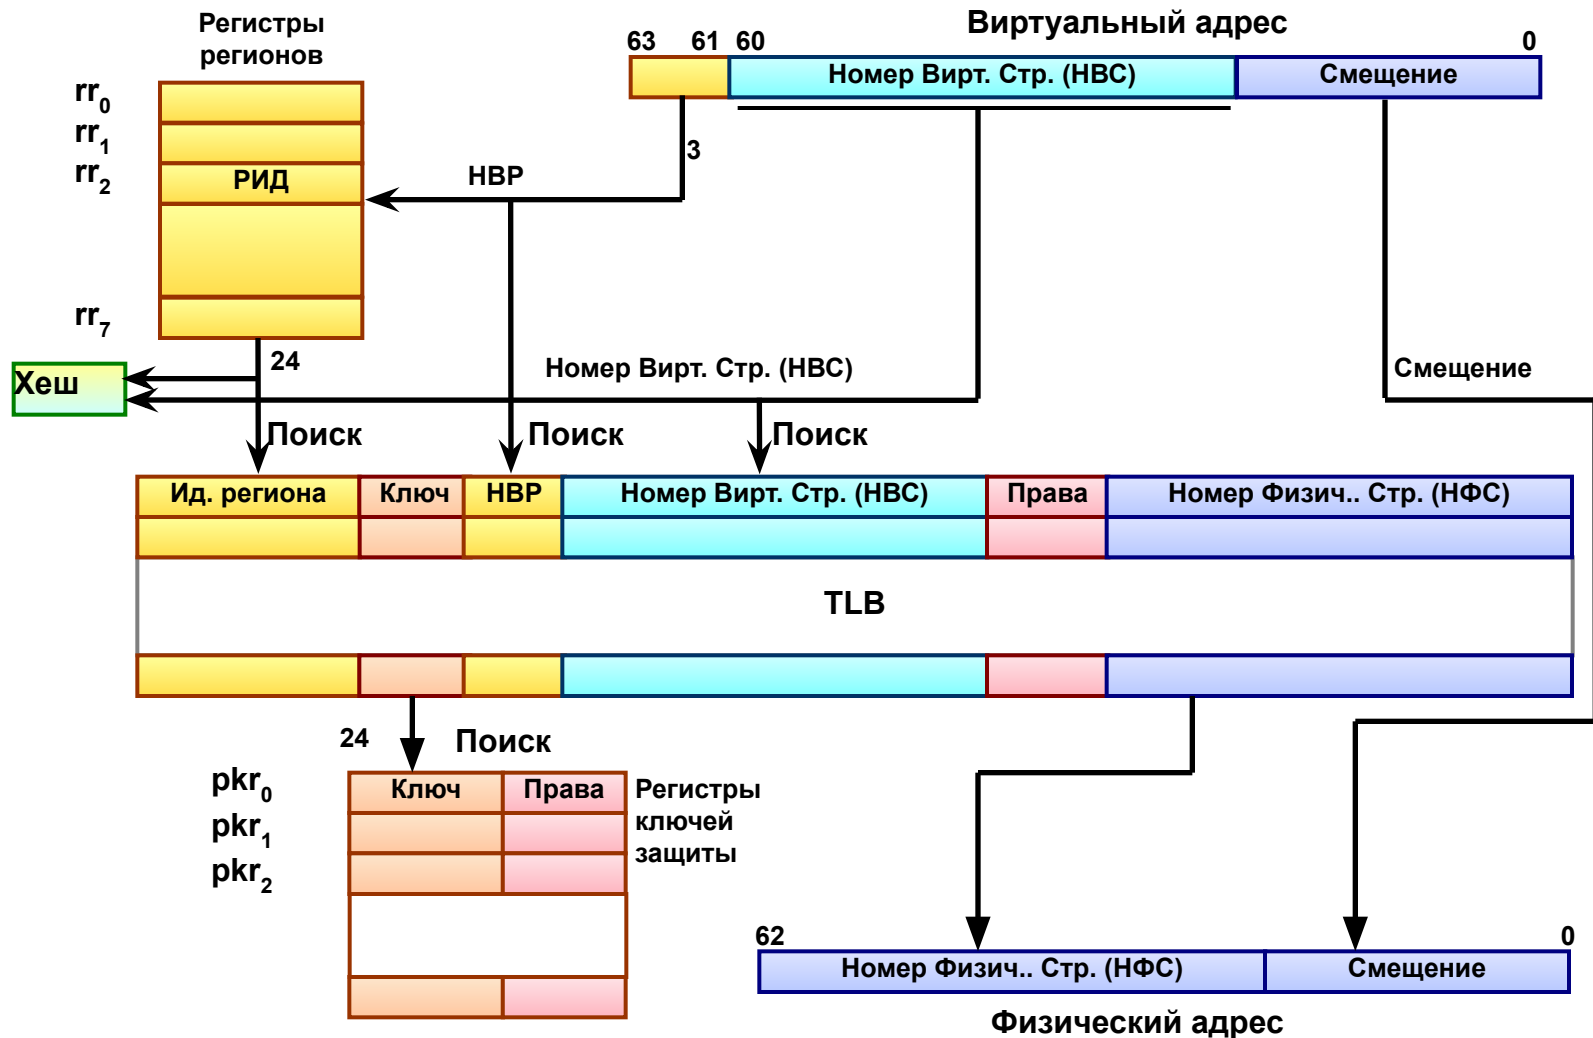 Регистры
регионов
Виртуальный адрес
63 61 60 0
Номер Вирт. Стр. (НВС) Смещение
rr0
rr1
rr2
РИД
НВР
3
rr7
24
Хеш
Номер Вирт. Стр. (НВС)
Смещение
Поиск Поиск Поиск
Ид. региона Ключ НВР Номер Вирт. Стр. (НВС) Права Номер Физич.. Стр. (НФС)
TLB
24
Поиск
pkr0
pkr1
pkr2
Ключ Права
Регистры
ключей
защиты
62 0
Номер Физич.. Стр. (НФС) Смещение
Физический адрес